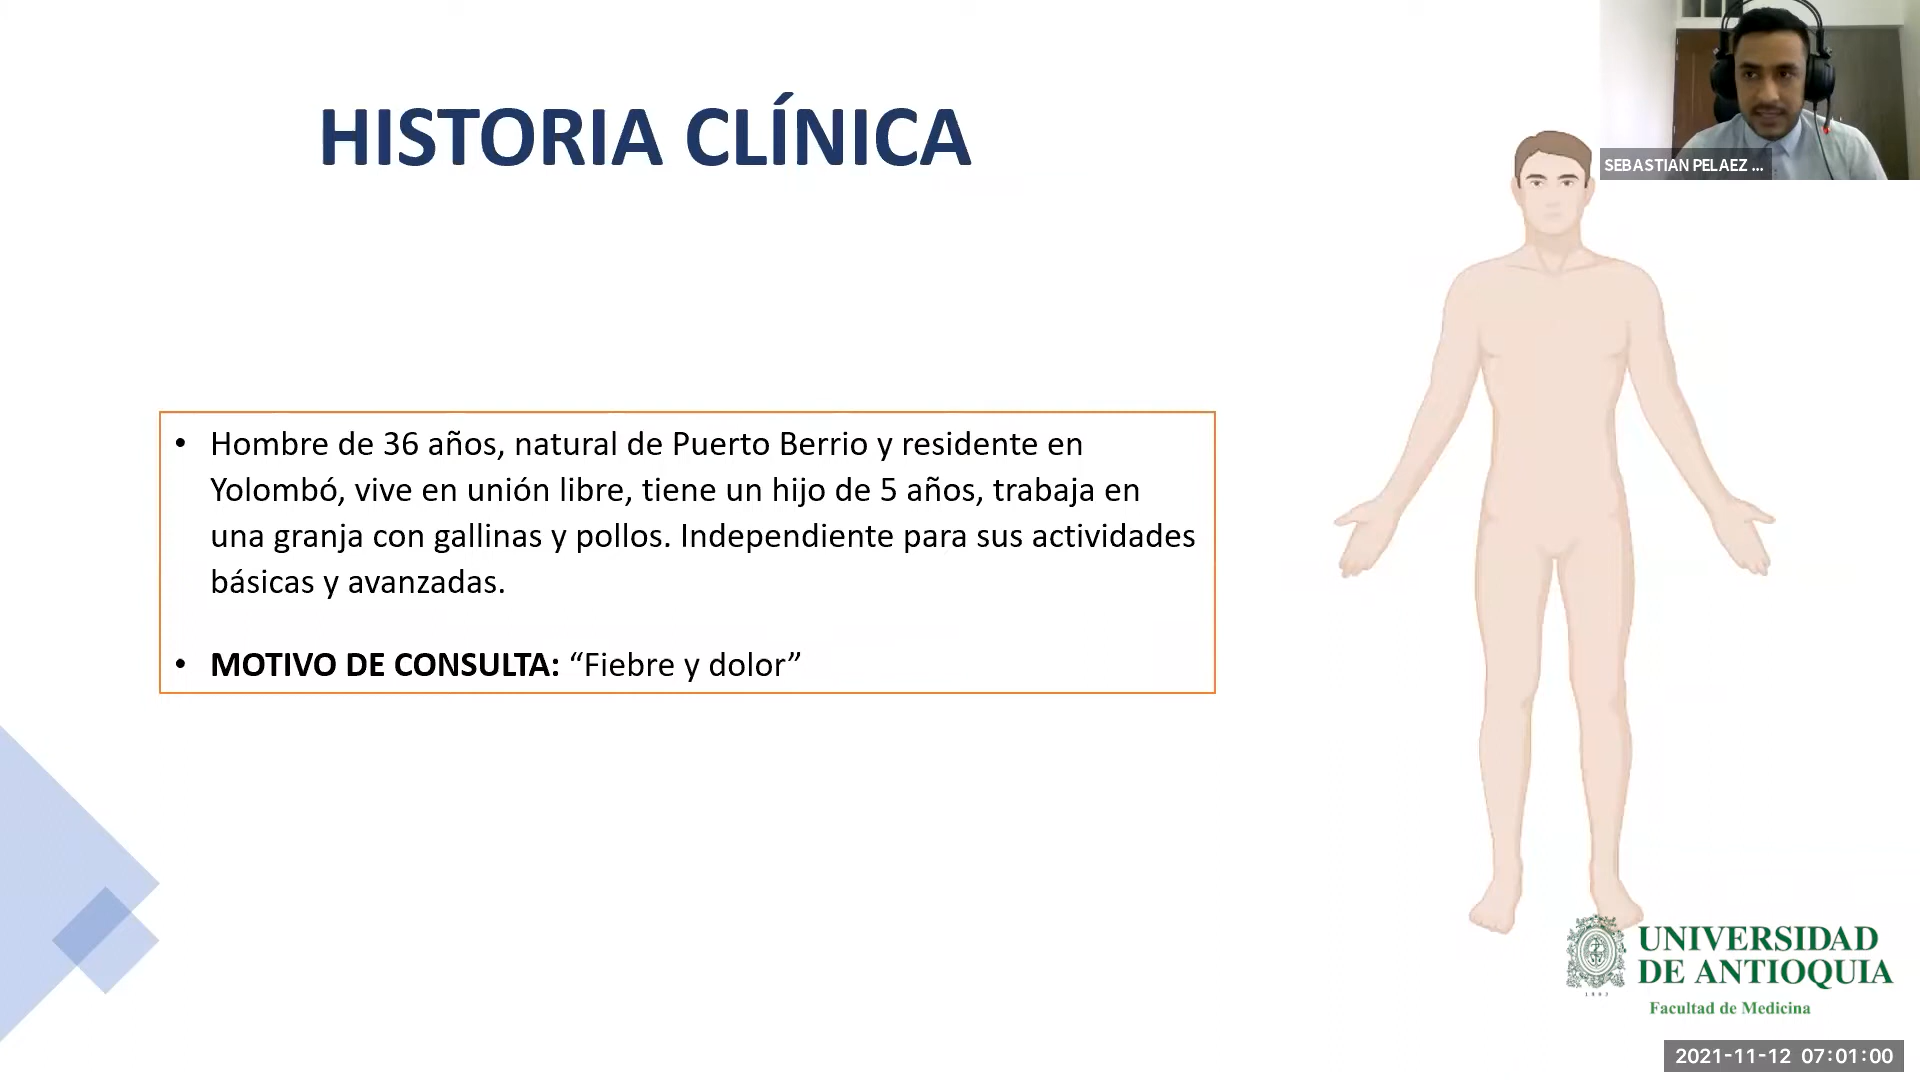 HISTORIA CLÍNICA
SEBASTIAN PELAEZ ...
• Hombre de 36 años, natural de Puerto Berrio y residente en
Yolombó, vive en unión libre, tiene un hijo de 5 años, trabaja en
una granja con gallinas y pollos. Independiente para sus actividades
básicas y avanzadas.
• MOTIVO DE CONSULTA: “Fiebre y dolor”
UNIVERSIDAD
DE ANTIOQUIA
1803
Facultad de Medicina
2021-11-12 07:01:00